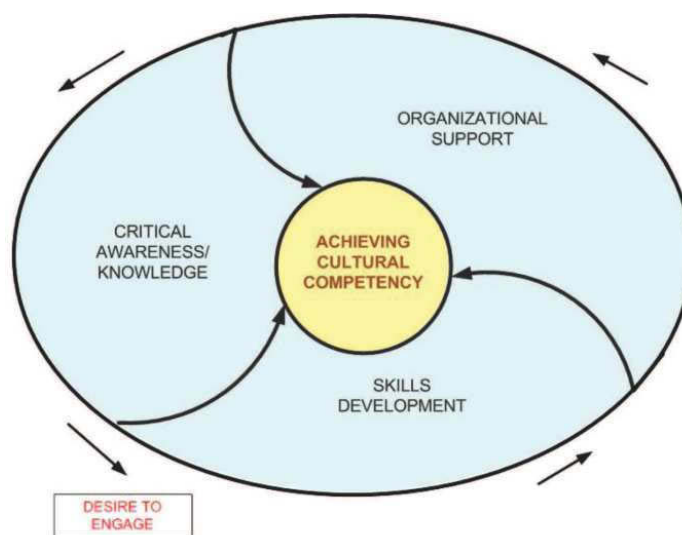 ORGANIZATIONAL
SUPPORT
CRITICAL
AWARENESS/
KNOWLEDGE
ACHIEVING
CULTURAL
COMPETENCY
SKILLS
DEVELOPMENT
DESIRE TO
ENGAGE